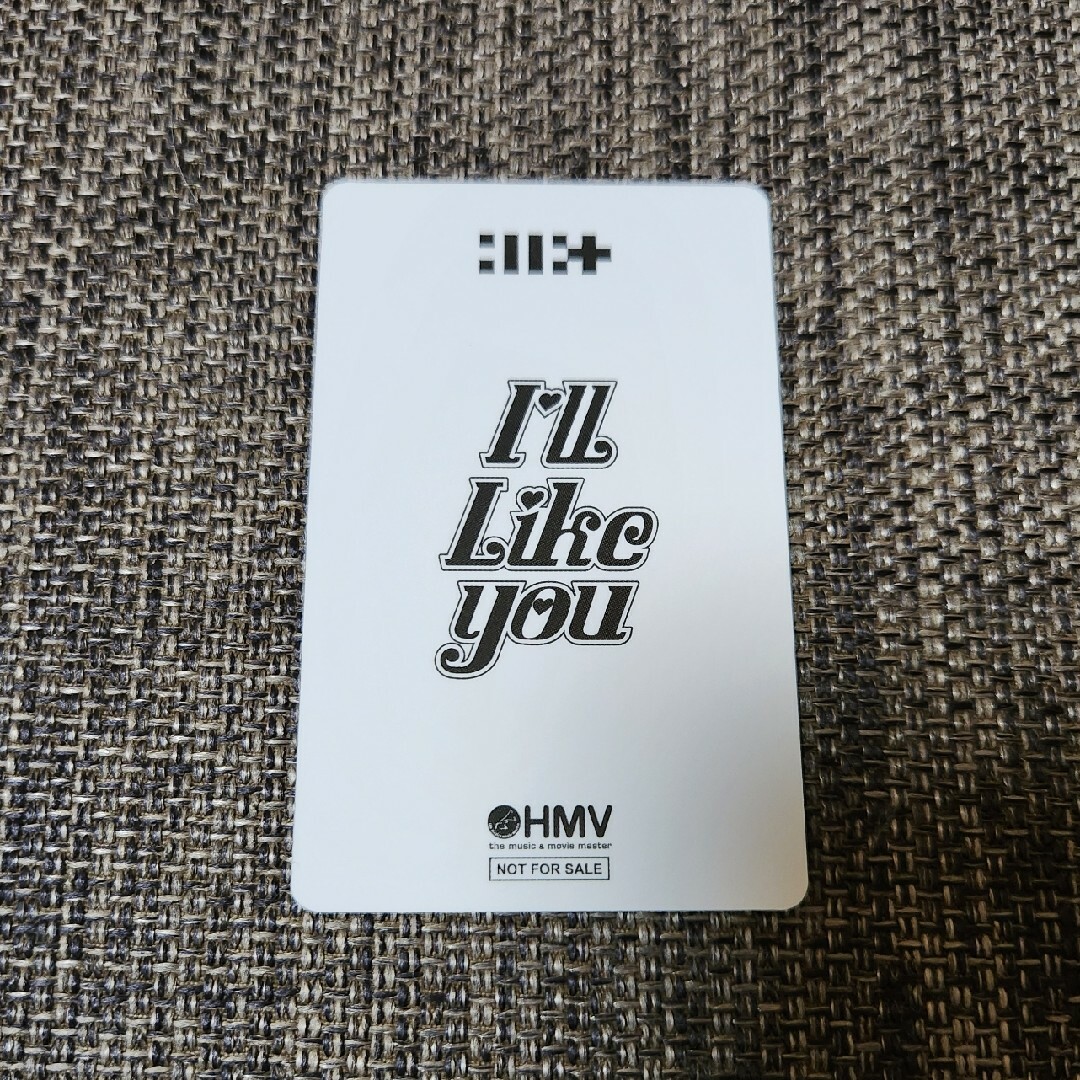 I'll
Like
you
HMV
the music & movie master
NOT FOR SALE